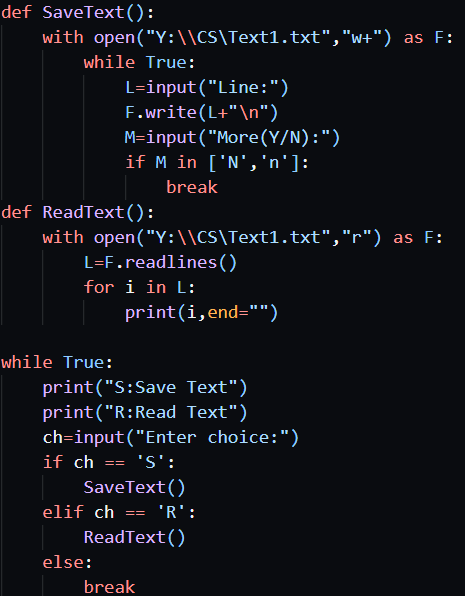 def SaveText():
    with open("Y:\\CS\Text1.txt","w+") as F:
        while True:
            L=input("Line:")
            F.write(L+"\n")
            M=input("More(Y/N):")
            if M in ['N','n']:
                break
def ReadText():
    with open("Y:\\CS\Text1.txt","r") as F:
        L=F.readlines()
        for i in L:
            print(i,end="")

while True:
    print("S:Save Text")
    print("R:Read Text")
    ch=input("Enter choice:")
    if ch == 'S':
        SaveText()
    elif ch == 'R':
        ReadText()
    else:
        break